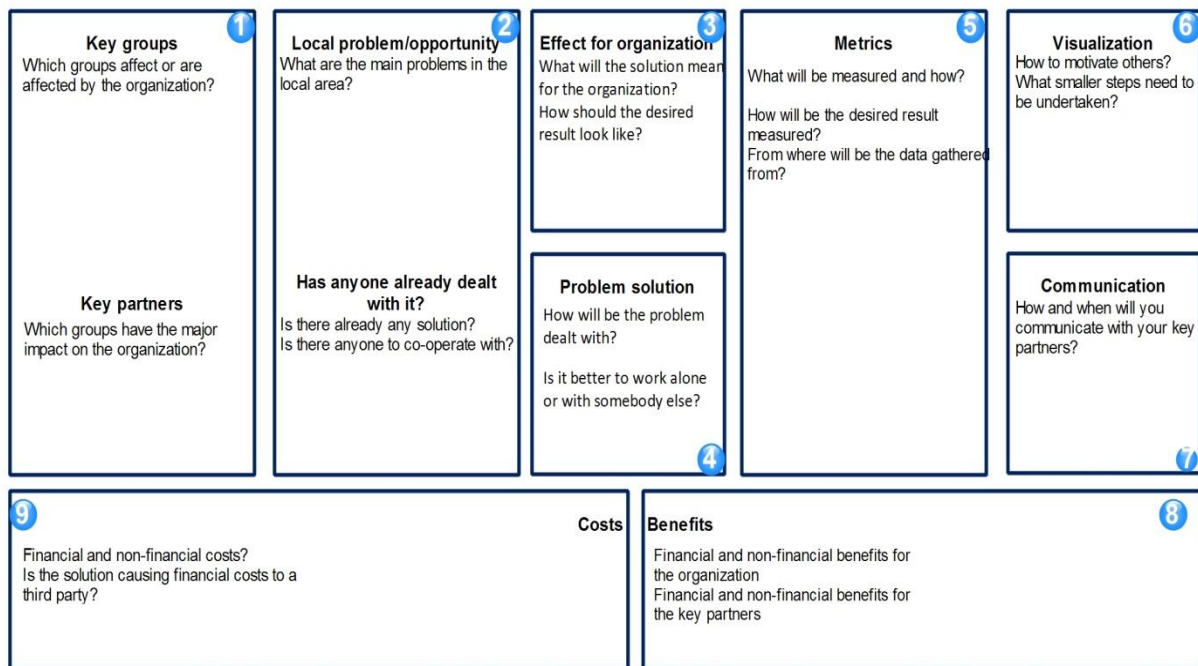 1
Key groups
Which groups affect or are
affected by the organization?
Key partners
Which groups have the major
impact on the organization?
2
Local problem/opportunity
What are the main problems in the
local area?
Has anyone already dealt
with it?
Is there already any solution?
Is there anyone to co-operate with?
3
Effect for organization
What will the solution mean
for the organization?
How should the desired
result look like?
Problem solution
How will be the problem
dealt with?
Is it better to work alone
or with somebody else?
4
5
Metrics
What will be measured and how?
How will be the desired result
measured?
From where will be the data gathered
from?
6
Visualization
How to motivate others?
What smaller steps need to
be undertaken?
Communication
How and when will you
communicate with your key
partners?
7
9
Costs
Financial and non-financial costs?
Is the solution causing financial costs to a
third party?
Benefits
8
Financial and non-financial benefits for
the organization
Financial and non-financial benefits for
the key partners